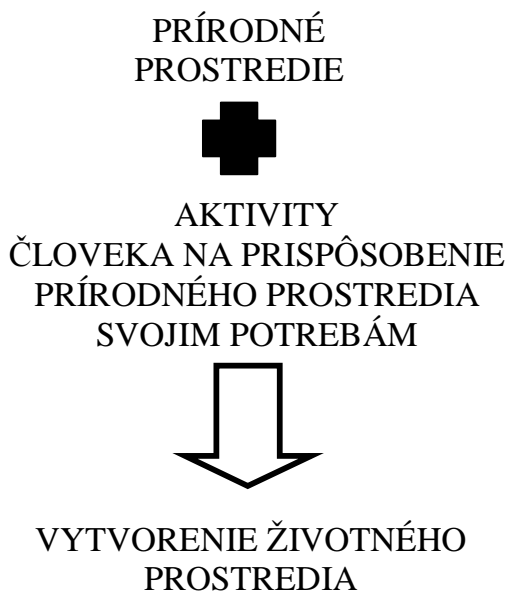 PRÍRODNÉ
PROSTREDIE
AKTIVITY
ČLOVEKA NA PRISPÔSOBENIE
PRÍRODNÉHO PROSTREDIA
SVOJIM POTREBÁM
VYTVORENIE ŽIVOTNÉHO
PROSTREDIA